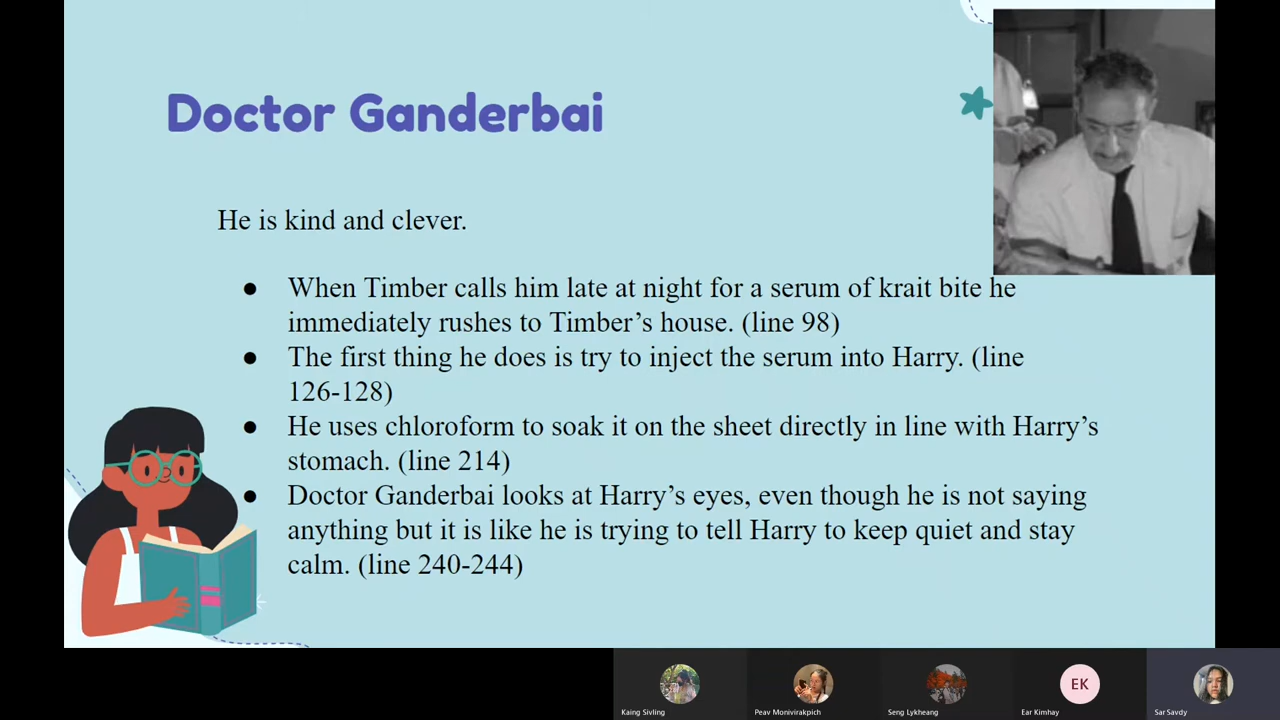 Doctor Ganderbai
He is kind and clever.
● When Timber calls him late at night for a serum of krait bite he
immediately rushes to Timber’s house. (line 98)
● The first thing he does is try to inject the serum into Harry. (line
126-128)
● He uses chloroform to soak it on the sheet directly in line with Harry’s
stomach. (line 214)
● Doctor Ganderbai looks at Harry’s eyes, even though he is not saying
anything but it is like he is trying to tell Harry to keep quiet and stay
calm. (line 240-244)
EK
Kaing Sivling
Peav Monivirakpich
Seng Lykheang
Ear Kimhay
Sar Savdy